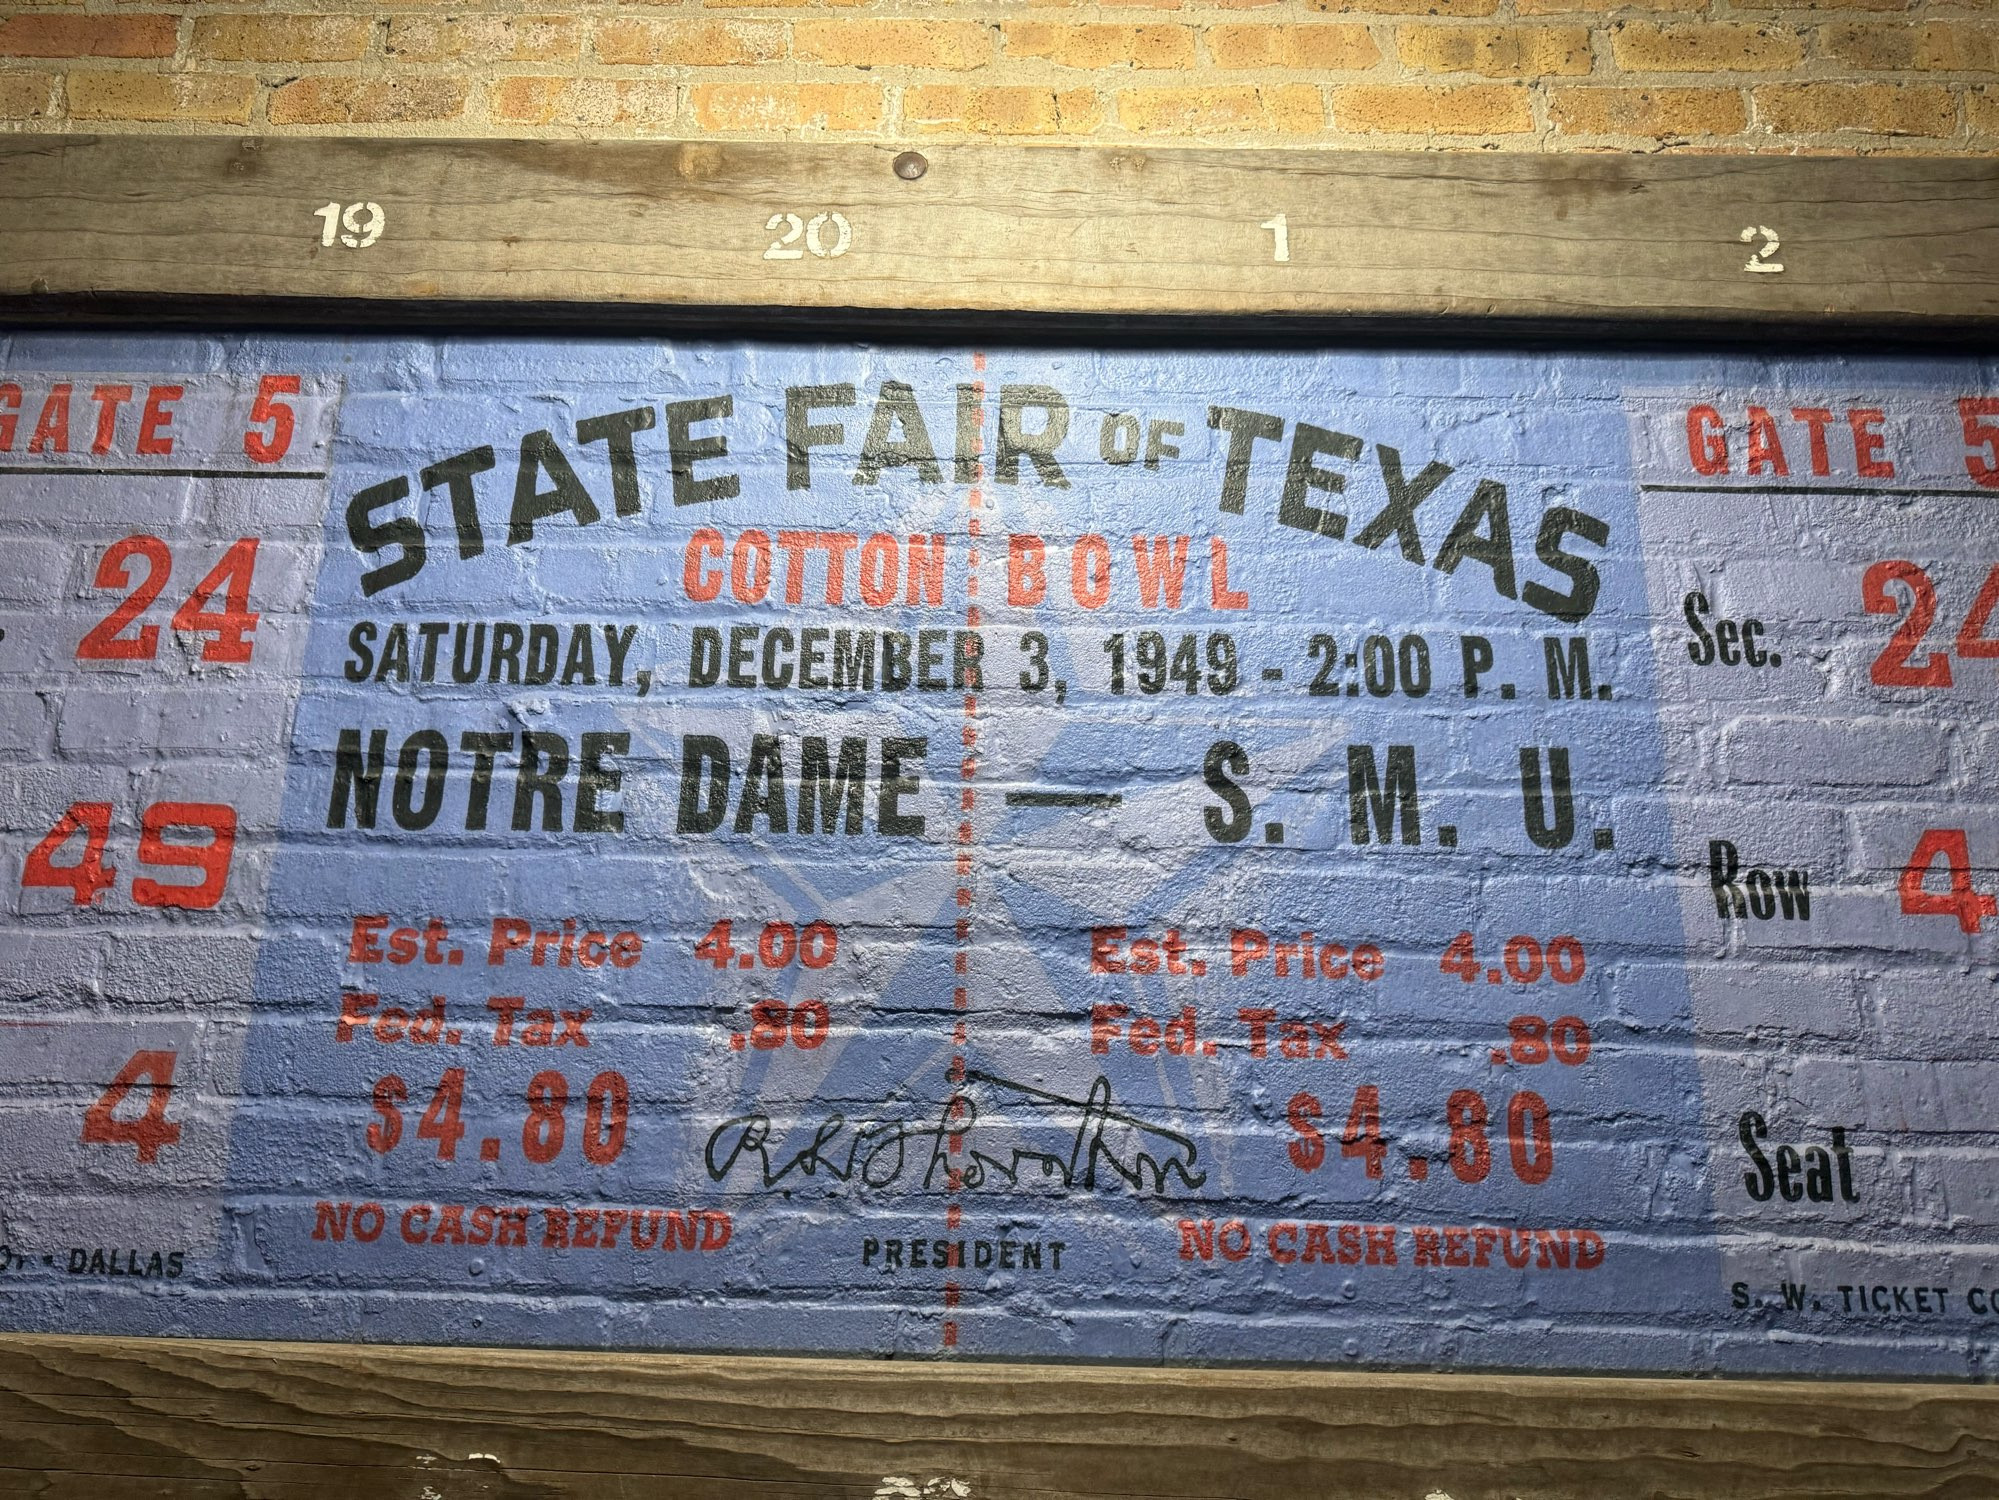 19 20 1 2
GATE 5
24
49
4
DALLAS
STATE FAIR OF TEXAS
COTTON BOWL
SATURDAY, DECEMBER 3, 1949 - 2:00 P. M.
NOTRE DAME — S. M. U.
Est. Price 4.00
Fed. Tax .80
$4.80
NO CASH REFUND
R. L. Thornton
PRESIDENT
Est. Price 4.00
Fed. Tax .80
$4.80
NO CASH REFUND
GATE 5
Sec. 24
Row 4
Seat
S. W. TICKET CO